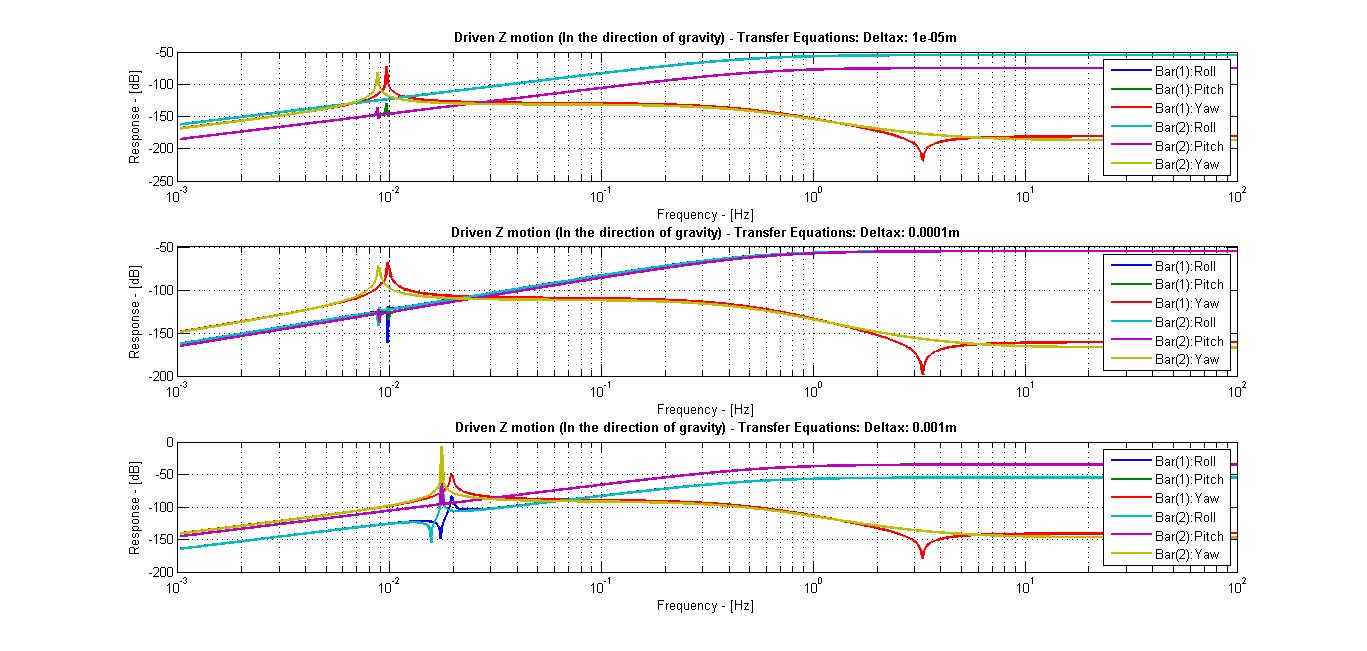 Driven Z motion (In the direction of gravity) - Transfer Equations: Deltax: 1e-05m
Response - [dB]
-50
-100
-150
-200
-250
Bar(1):Roll
Bar(1):Pitch
Bar(1):Yaw
Bar(2):Roll
Bar(2):Pitch
Bar(2):Yaw
10^-3 10^-2 10^-1 10^0 10^1 10^2
Frequency - [Hz]
Driven Z motion (In the direction of gravity) - Transfer Equations: Deltax: 0.0001m
Response - [dB]
-50
-100
-150
-200
Bar(1):Roll
Bar(1):Pitch
Bar(1):Yaw
Bar(2):Roll
Bar(2):Pitch
Bar(2):Yaw
10^-3 10^-2 10^-1 10^0 10^1 10^2
Frequency - [Hz]
Driven Z motion (In the direction of gravity) - Transfer Equations: Deltax: 0.001m
Response - [dB]
0
-50
-100
-150
-200
Bar(1):Roll
Bar(1):Pitch
Bar(1):Yaw
Bar(2):Roll
Bar(2):Pitch
Bar(2):Yaw
10^-3 10^-2 10^-1 10^0 10^1 10^2
Frequency - [Hz]